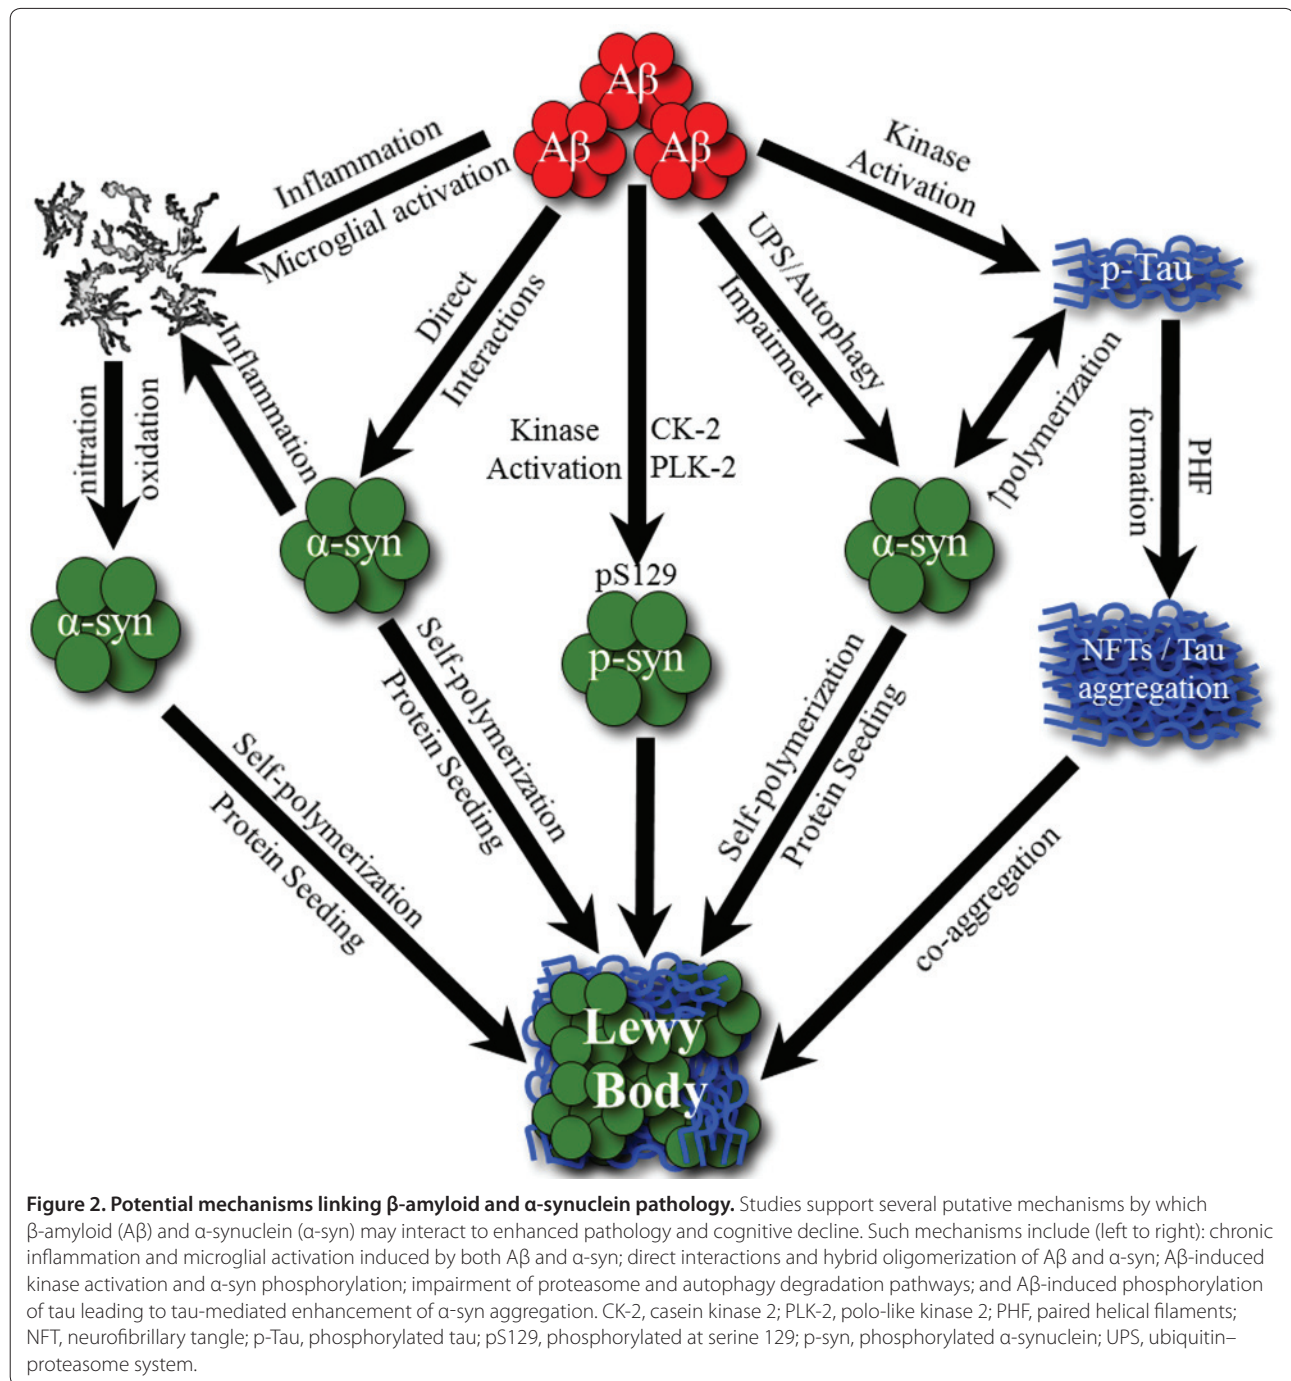 Aβ
Aβ
Aβ
Inflammation
Microglial activation
Kinase
Activation
Direct
Interactions
UPS/Autophagy
Impairment
p-Tau
Inflammation
nitration
oxidation
Kinase
Activation
CK-2
PLK-2
↑polymerization
PHF
formation
α-syn
α-syn
α-syn
pS129
p-syn
NFTs / Tau
aggregation
Self-polymerization
Protein Seeding
Self-polymerization
Protein Seeding
Self-polymerization
Protein Seeding
co-aggregation
Lewy
Body
Figure 2. Potential mechanisms linking β-amyloid and α-synuclein pathology. Studies support several putative mechanisms by which
β-amyloid (Aβ) and α-synuclein (α-syn) may interact to enhanced pathology and cognitive decline. Such mechanisms include (left to right): chronic
inflammation and microglial activation induced by both Aβ and α-syn; direct interactions and hybrid oligomerization of Aβ and α-syn; Aβ-induced
kinase activation and α-syn phosphorylation; impairment of proteasome and autophagy degradation pathways; and Aβ-induced phosphorylation
of tau leading to tau-mediated enhancement of α-syn aggregation. CK-2, casein kinase 2; PLK-2, polo-like kinase 2; PHF, paired helical filaments;
NFT, neurofibrillary tangle; p-Tau, phosphorylated tau; pS129, phosphorylated at serine 129; p-syn, phosphorylated α-synuclein; UPS, ubiquitin–
proteasome system.